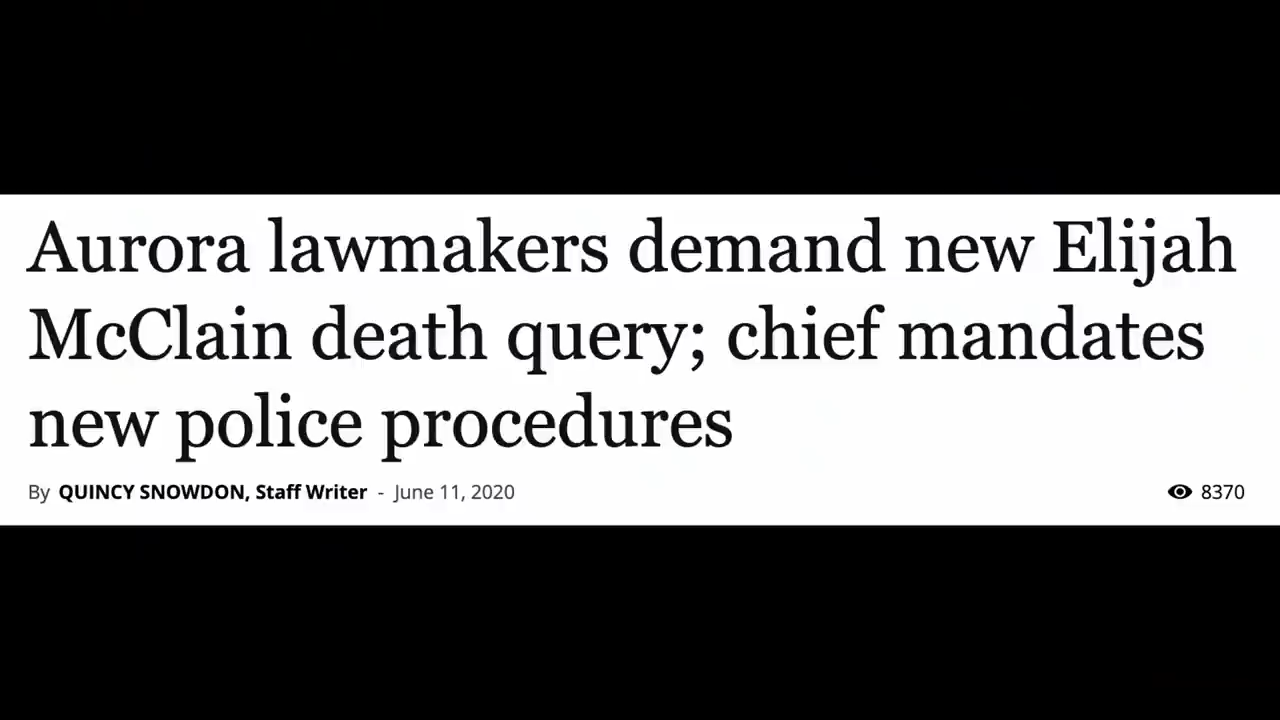 Aurora lawmakers demand new Elijah
McClain death query; chief mandates
new police procedures
By QUINCY SNOWDON, Staff Writer - June 11, 2020 8370